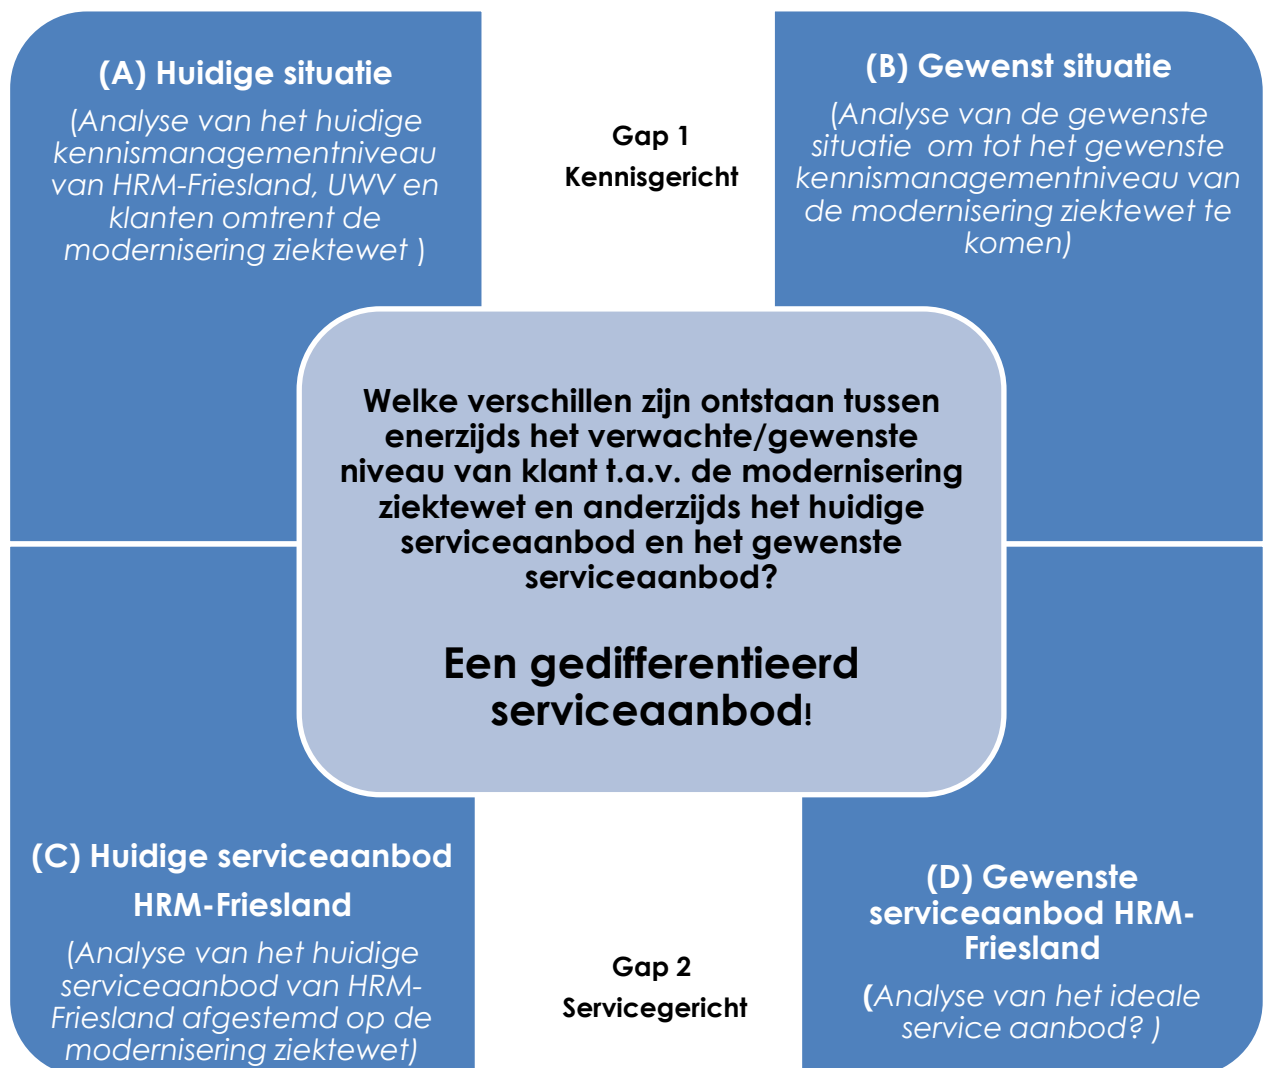 (A) Huidige situatie
(Analyse van het huidige
kennismanagementniveau
van HRM-Friesland, UWV en
klanten omtrent de
modernisering ziektewet )
Gap 1
Kennisgericht
(B) Gewenst situatie
(Analyse van de gewenste
situatie om tot het gewenste
kennismanagementniveau van
de modernisering ziektewet te
komen)
Welke verschillen zijn ontstaan tussen
enerzijds het verwachte/gewenste
niveau van klant t.a.v. de modernisering
ziektewet en anderzijds het huidige
serviceaanbod en het gewenste
serviceaanbod?
Een gedifferentieerd
serviceaanbod!
(C) Huidige serviceaanbod
HRM-Friesland
(Analyse van het huidige
serviceaanbod van HRM-
Friesland afgestemd op de
modernisering ziektewet)
Gap 2
Servicegericht
(D) Gewenste
serviceaanbod HRM-
Friesland
(Analyse van het ideale
service aanbod? )